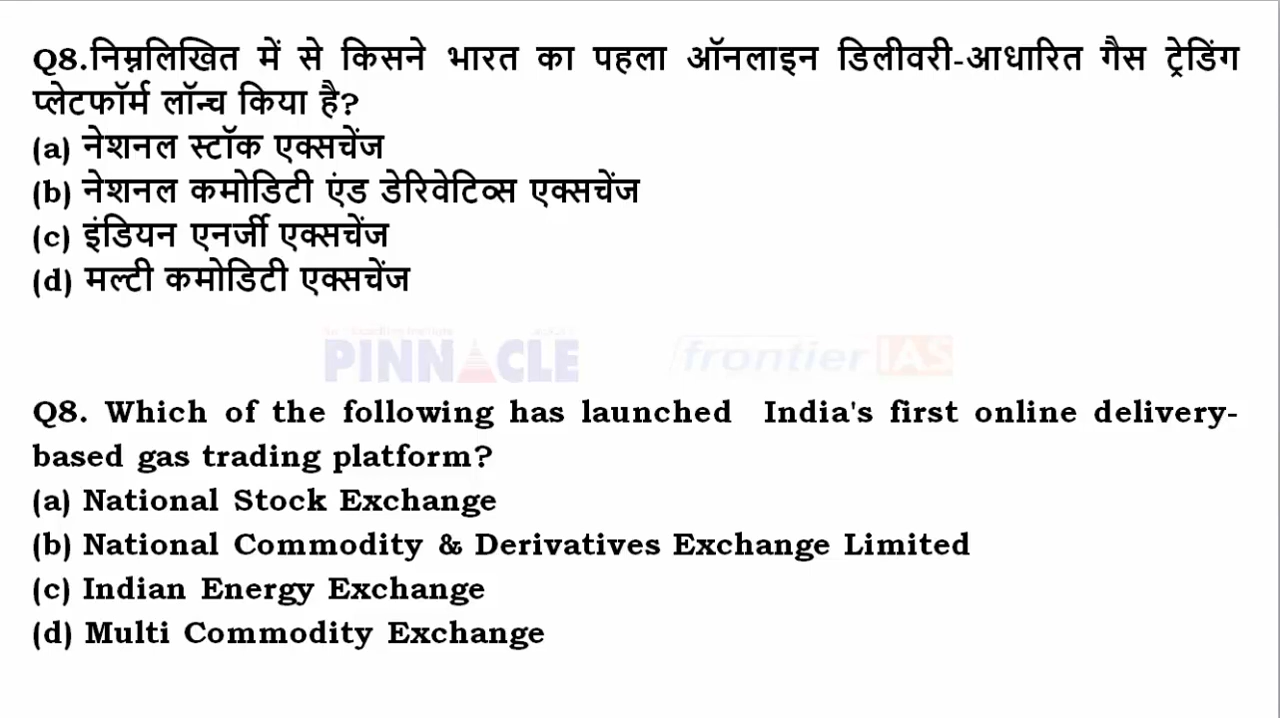 Q8.निम्नलिखित में से किसने भारत का पहला ऑनलाइन डिलीवरी-आधारित गैस ट्रेडिंग
प्लेटफॉर्म लॉन्च किया है?
(a) नेशनल स्टॉक एक्सचेंज
(b) नेशनल कमोडिटी एंड डेरिवेटिव्स एक्सचेंज
(c) इंडियन एनर्जी एक्सचेंज
(d) मल्टी कमोडिटी एक्सचेंज
PINNACLE frontier IAS
Q8. Which of the following has launched India's first online delivery-
based gas trading platform?
(a) National Stock Exchange
(b) National Commodity & Derivatives Exchange Limited
(c) Indian Energy Exchange
(d) Multi Commodity Exchange